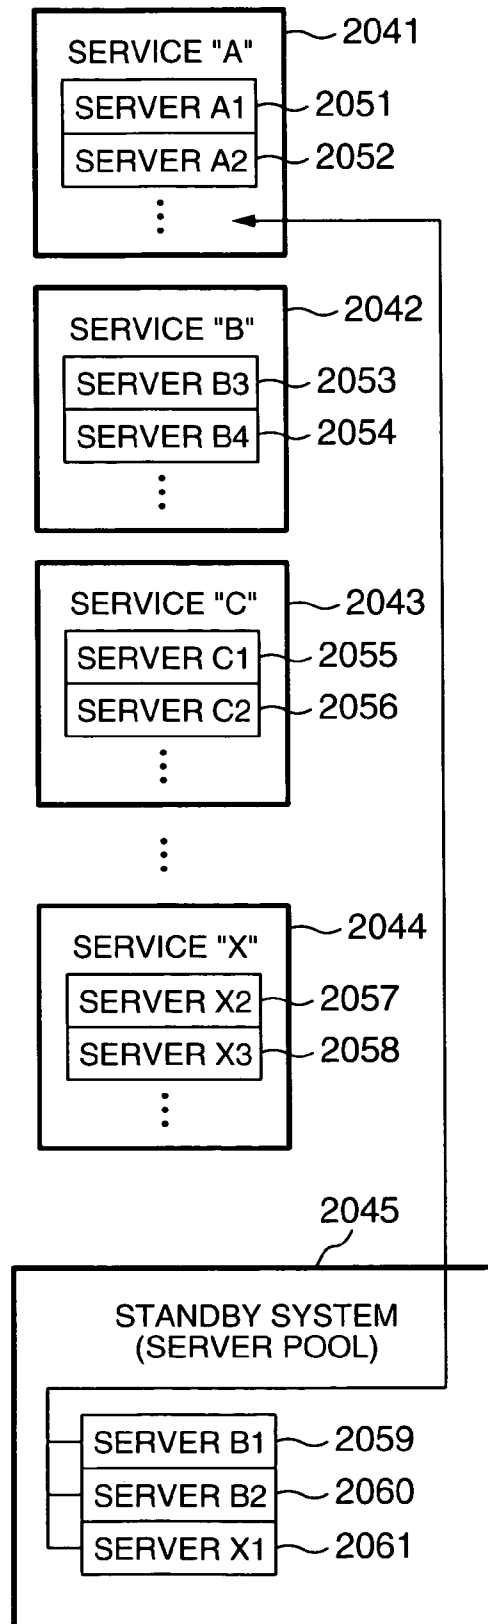 2041
SERVICE "A"
SERVER A1 2051
SERVER A2 2052
2042
SERVICE "B"
SERVER B3 2053
SERVER B4 2054
SERVICE "C" 2043
SERVER C1 2055
SERVER C2 2056
2044
SERVICE "X"
SERVER X2 2057
SERVER X3 2058
2045
STANDBY SYSTEM
(SERVER POOL)
SERVER B1 2059
SERVER B2 2060
SERVER X1 2061